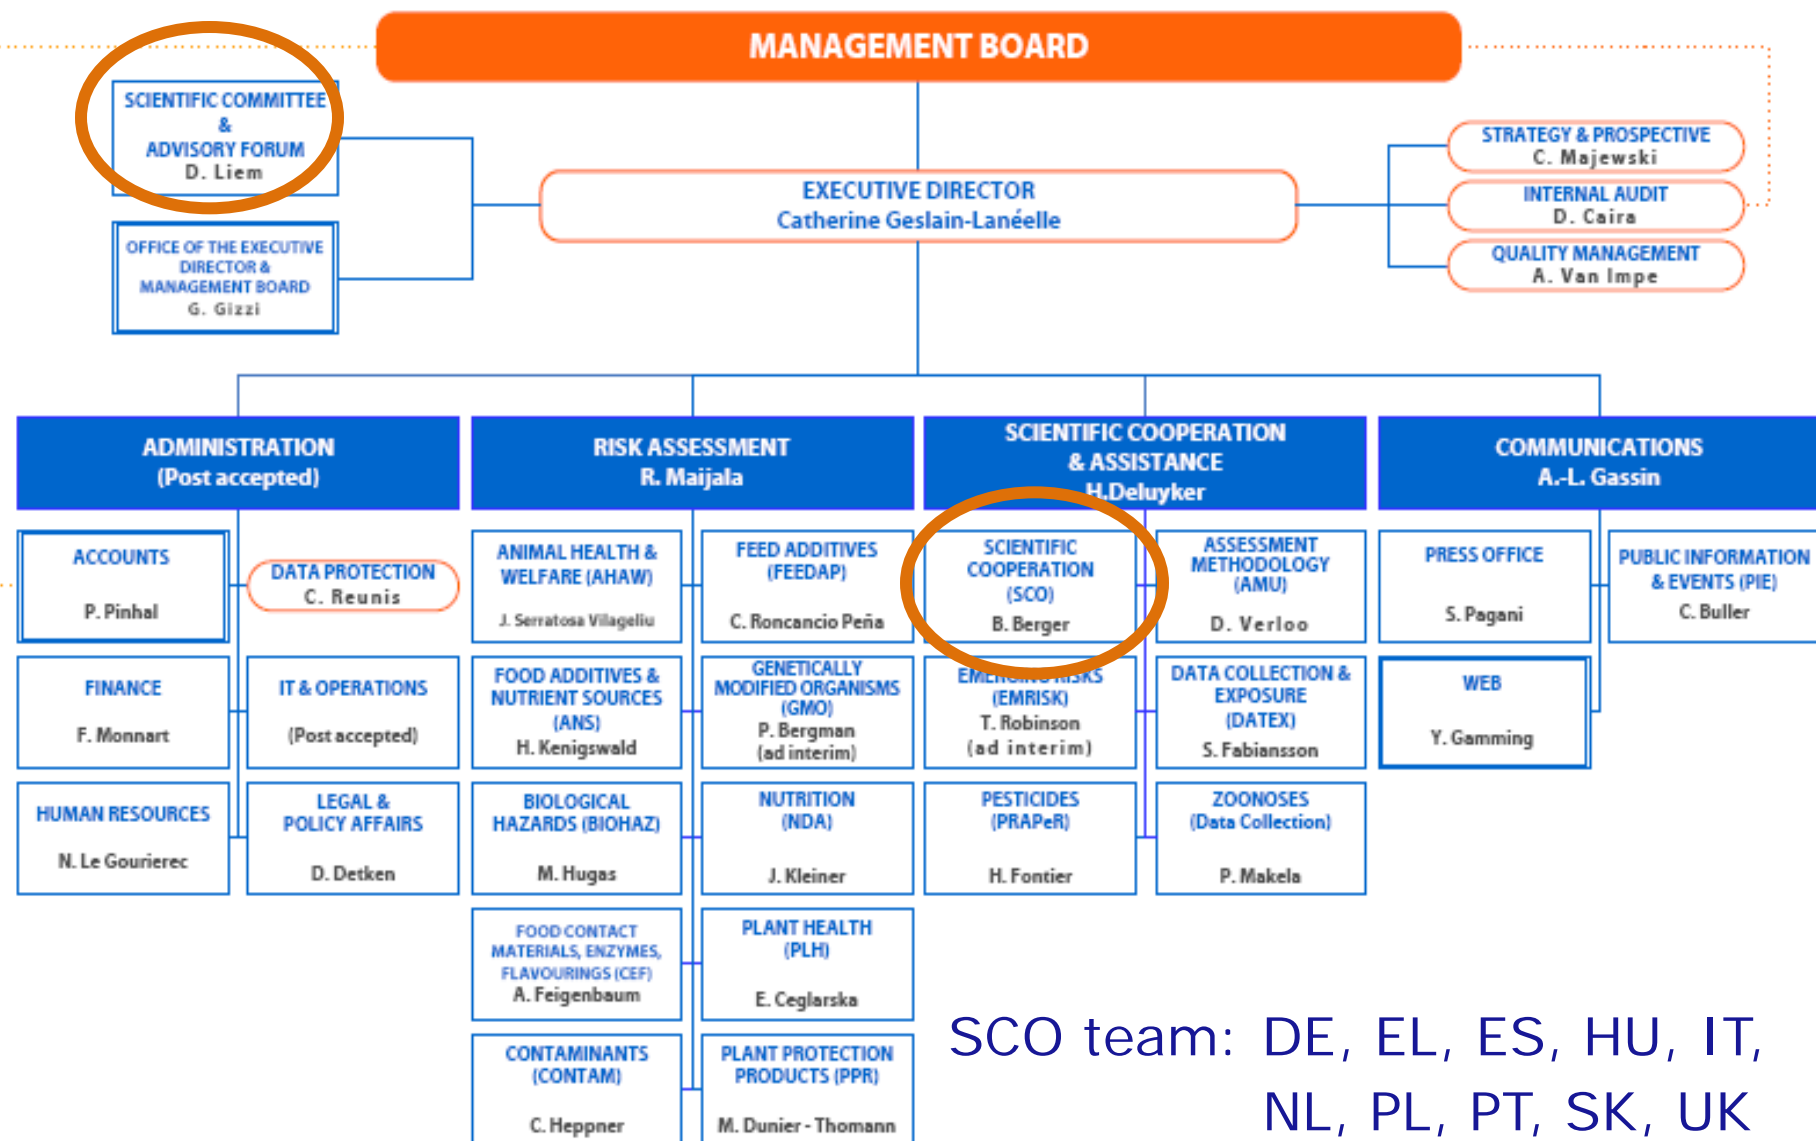 MANAGEMENT BOARD
SCIENTIFIC COMMITTEE
&
ADVISORY FORUM
D. Liem
OFFICE OF THE EXECUTIVE
DIRECTOR &
MANAGEMENT BOARD
G. Gizzi
EXECUTIVE DIRECTOR
Catherine Geslain-Lanéelle
STRATEGY & PROSPECTIVE
C. Majewski
INTERNAL AUDIT
D. Caira
QUALITY MANAGEMENT
A. Van Impe
ADMINISTRATION
(Post accepted)
RISK ASSESSMENT
R. Maijala
SCIENTIFIC COOPERATION
& ASSISTANCE
H.Deluyker
COMMUNICATIONS
A.-L. Gassin
ACCOUNTS
P. Pinhal
DATA PROTECTION
C. Reunis
FINANCE
F. Monnart
IT & OPERATIONS
(Post accepted)
HUMAN RESOURCES
N. Le Gourierec
LEGAL &
POLICY AFFAIRS
D. Detken
ANIMAL HEALTH &
WELFARE (AHAW)
J. Serratosa Vilageliu
FEED ADDITIVES
(FEEDAP)
C. Roncancio Peña
FOOD ADDITIVES &
NUTRIENT SOURCES
(ANS)
H. Kenigswald
GENETICALLY
MODIFIED ORGANISMS
(GMO)
P. Bergman
(ad interim)
BIOLOGICAL
HAZARDS (BIOHAZ)
M. Hugas
NUTRITION
(NDA)
J. Kleiner
FOOD CONTACT
MATERIALS, ENZYMES,
FLAVOURINGS (CEF)
A. Feigenbaum
PLANT HEALTH
(PLH)
E. Ceglarska
CONTAMINANTS
(CONTAM)
C. Heppner
PLANT PROTECTION
PRODUCTS (PPR)
M. Dunier - Thomann
SCIENTIFIC
COOPERATION
(SCO)
B. Berger
ASSESSMENT
METHODOLOGY
(AMU)
D. Verloo
EMERGING RISKS
(EMRISK)
T. Robinson
(ad interim)
DATA COLLECTION &
EXPOSURE
(DATEX)
S. Fabiansson
PESTICIDES
(PRAPeR)
H. Fontier
ZOONOSES
(Data Collection)
P. Makela
PRESS OFFICE
S. Pagani
PUBLIC INFORMATION
& EVENTS (PIE)
C. Buller
WEB
Y. Gamming
SCO team: DE, EL, ES, HU, IT,
NL, PL, PT, SK, UK